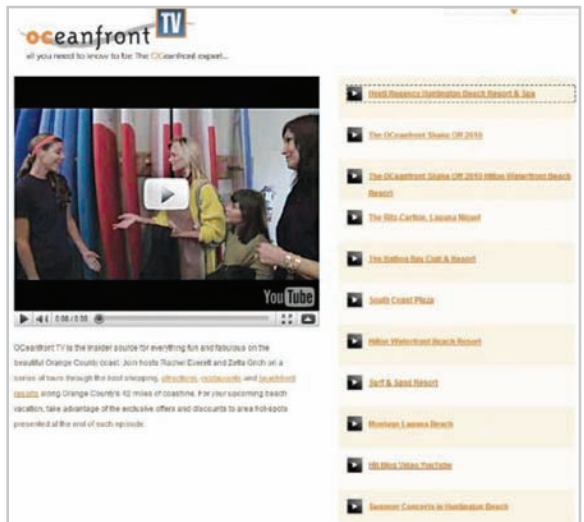 oceanfront TV
all you need to know to be The OCeanfront expert...
YouTube
0:00 / 0:30
OCeanfront TV is the insider source for everything fun and fabulous on the
beautiful Orange County coast. Join hosts Rachel Everett and Zetta on a
series of tours through the best shopping, attractions, restaurants and beachfront
resorts along Orange County's 42 miles of coastline. For your upcoming beach
vacation, take advantage of the exclusive offers and discounts to area hot-spots
presented at the end of each episode.
Hyatt Regency Huntington Beach Resort & Spa
The OCeanfront Shake Off 2010
The OCeanfront Shake Off 2010 Hilton Waterfront Beach
Resort
The Ritz Carlton, Laguna Niguel
The Balboa Bay Club & Resort
South Coast Plaza
Hilton Waterfront Beach Resort
Surf & Sand Resort
Montage Laguna Beach
Blog Video YouTube
Summer Concerts in Huntington Beach